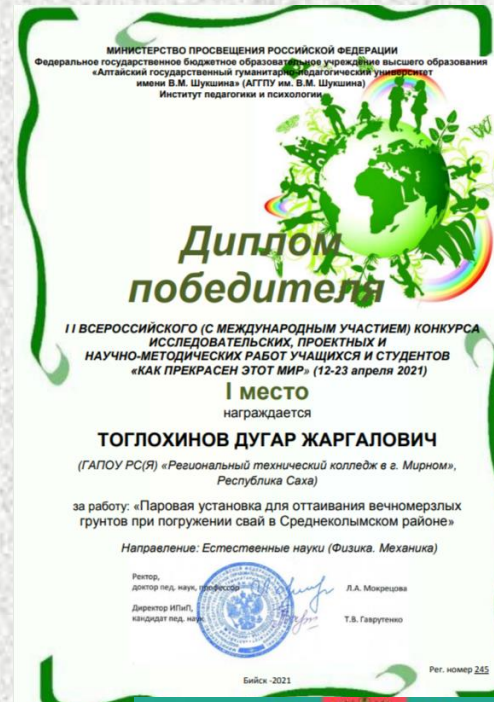 МИНИСТЕРСТВО ПРОСВЕЩЕНИЯ РОССИЙСКОЙ ФЕДЕРАЦИИ
Федеральное государственное бюджетное образовательное учреждение высшего образования
«Алтайский государственный гуманитарно-педагогический университет
имени В.М. Шукшина» (АГГПУ им. В.М. Шукшина)
Институт педагогики и психологии
Диплом
победителя
II ВСЕРОССИЙСКОГО (С МЕЖДУНАРОДНЫМ УЧАСТИЕМ) КОНКУРСА
ИССЛЕДОВАТЕЛЬСКИХ, ПРОЕКТНЫХ И
НАУЧНО-МЕТОДИЧЕСКИХ РАБОТ УЧАЩИХСЯ И СТУДЕНТОВ
«КАК ПРЕКРАСЕН ЭТОТ МИР» (12-23 апреля 2021)
I место
награждается
ТОГЛОХИНОВ ДУГАР ЖАРГАЛОВИЧ
(ГАПОУ РС(Я) «Региональный технический колледж в г. Мирном»,
Республика Саха)
за работу: «Паровая установка для оттаивания вечномерзлых
грунтов при погружении свай в Среднеколымском районе»
Направление: Естественные науки (Физика. Механика)
Ректор,
доктор пед. наук, профессор
Л.А. Мокрецова
Директор ИПиП,
кандидат пед. наук
Т.В. Гаврутенко
Рег. номер 245
Бийск -2021